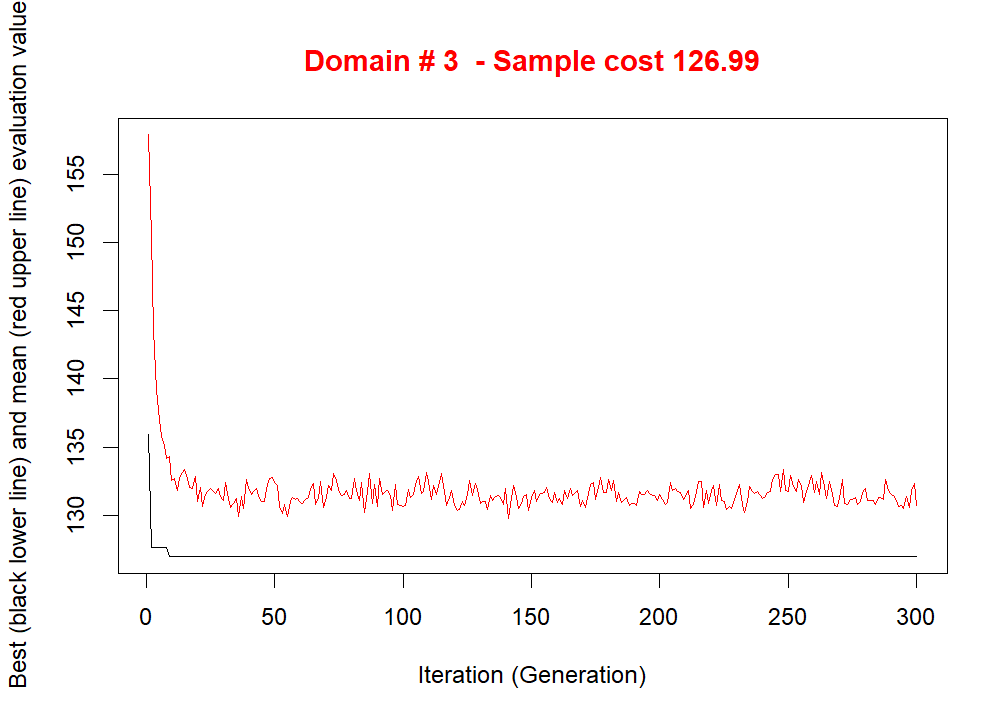 Domain # 3  - Sample cost 126.99
Best (black lower line) and mean (red upper line) evaluation value
155
150
145
140
135
130
0 50 100 150 200 250 300
Iteration (Generation)